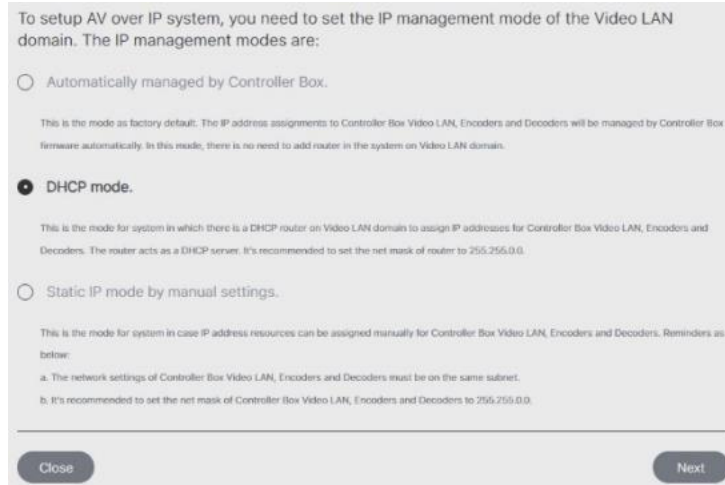 To setup AV over IP system, you need to set the IP management mode of the Video LAN
domain. The IP management modes are:
Automatically managed by Controller Box.
This is the mode as factory default. The IP address assignments to Controller Box Video LAN, Encoders and Decoders will be managed by Controller Box
firmware automatically. In this mode, there is no need to add router in the system on Video LAN domain.
DHCP mode.
This is the mode for system in which there is a DHCP router on Video LAN domain to assign IP addresses for Controller Box Video LAN, Encoders and
Decoders. The router acts as a DHCP server. It's recommended to set the net mask of router to 255.255.0.0.
Static IP mode by manual settings.
This is the mode for system in case IP address resources can be assigned manually for Controller Box Video LAN, Encoders and Decoders. Reminders as
below:
a. The network settings of Controller Box Video LAN, Encoders and Decoders must be on the same subnet.
b. It's recommended to set the net mask of Controller Box Video LAN, Encoders and Decoders to 255.255.0.0.
Close
Next